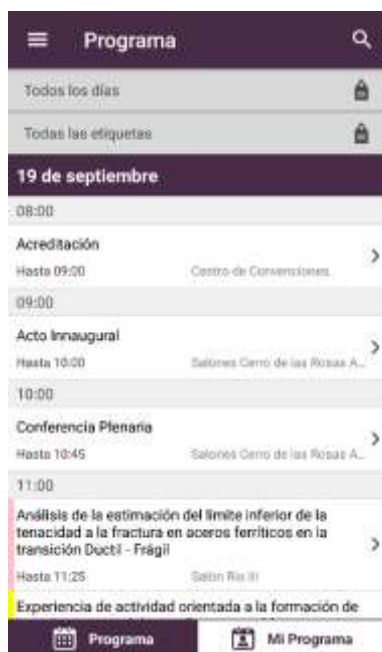 Programa
Todos los días
Todas las etiquetas
19 de septiembre
08:00
Acreditación
Hasta 09:00 Centro de Convenciones
09:00
Acto Innaugural
Hasta 10:00 Salones Cerro de las Rosas A...
10:00
Conferencia Plenaria
Hasta 10:45 Salones Cerro de las Rosas A...
11:00
Análisis de la estimación del límite inferior de la
tenacidad a la fractura en aceros ferríticos en la
transición Ductil - Frágil
Hasta 11:25 Salón Río III
Experiencia de actividad orientada a la formación de
Programa Mi Programa